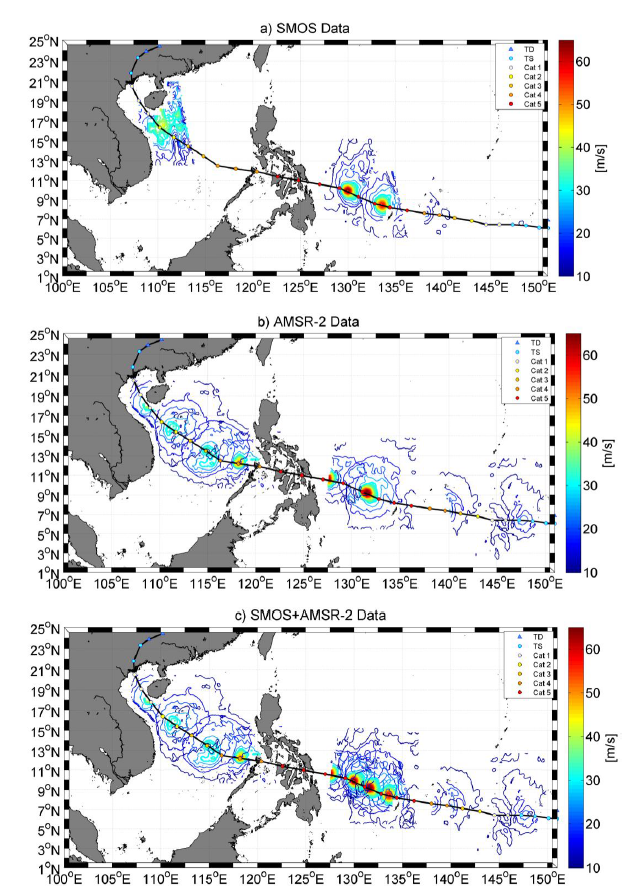 a) SMOS Data
25°N
23°N
21°N
19°N
17°N
15°N
13°N
11°N
9°N
7°N
5°N
3°N
1°N
100°E 105°E 110°E 115°E 120°E 125°E 130°E 135°E 140°E 145°E 150°E
TD
TS
Cat 1
Cat 2
Cat 3
Cat 4
Cat 5
60
50
40
30
20
10
[m/s]
b) AMSR-2 Data
25°N
23°N
21°N
19°N
17°N
15°N
13°N
11°N
9°N
7°N
5°N
3°N
1°N
100°E 105°E 110°E 115°E 120°E 125°E 130°E 135°E 140°E 145°E 150°E
TD
TS
Cat 1
Cat 2
Cat 3
Cat 4
Cat 5
60
50
40
30
20
10
[m/s]
c) SMOS+AMSR-2 Data
25°N
23°N
21°N
19°N
17°N
15°N
13°N
11°N
9°N
7°N
5°N
3°N
1°N
100°E 105°E 110°E 115°E 120°E 125°E 130°E 135°E 140°E 145°E 150°E
TD
TS
Cat 1
Cat 2
Cat 3
Cat 4
Cat 5
60
50
40
30
20
10
[m/s]